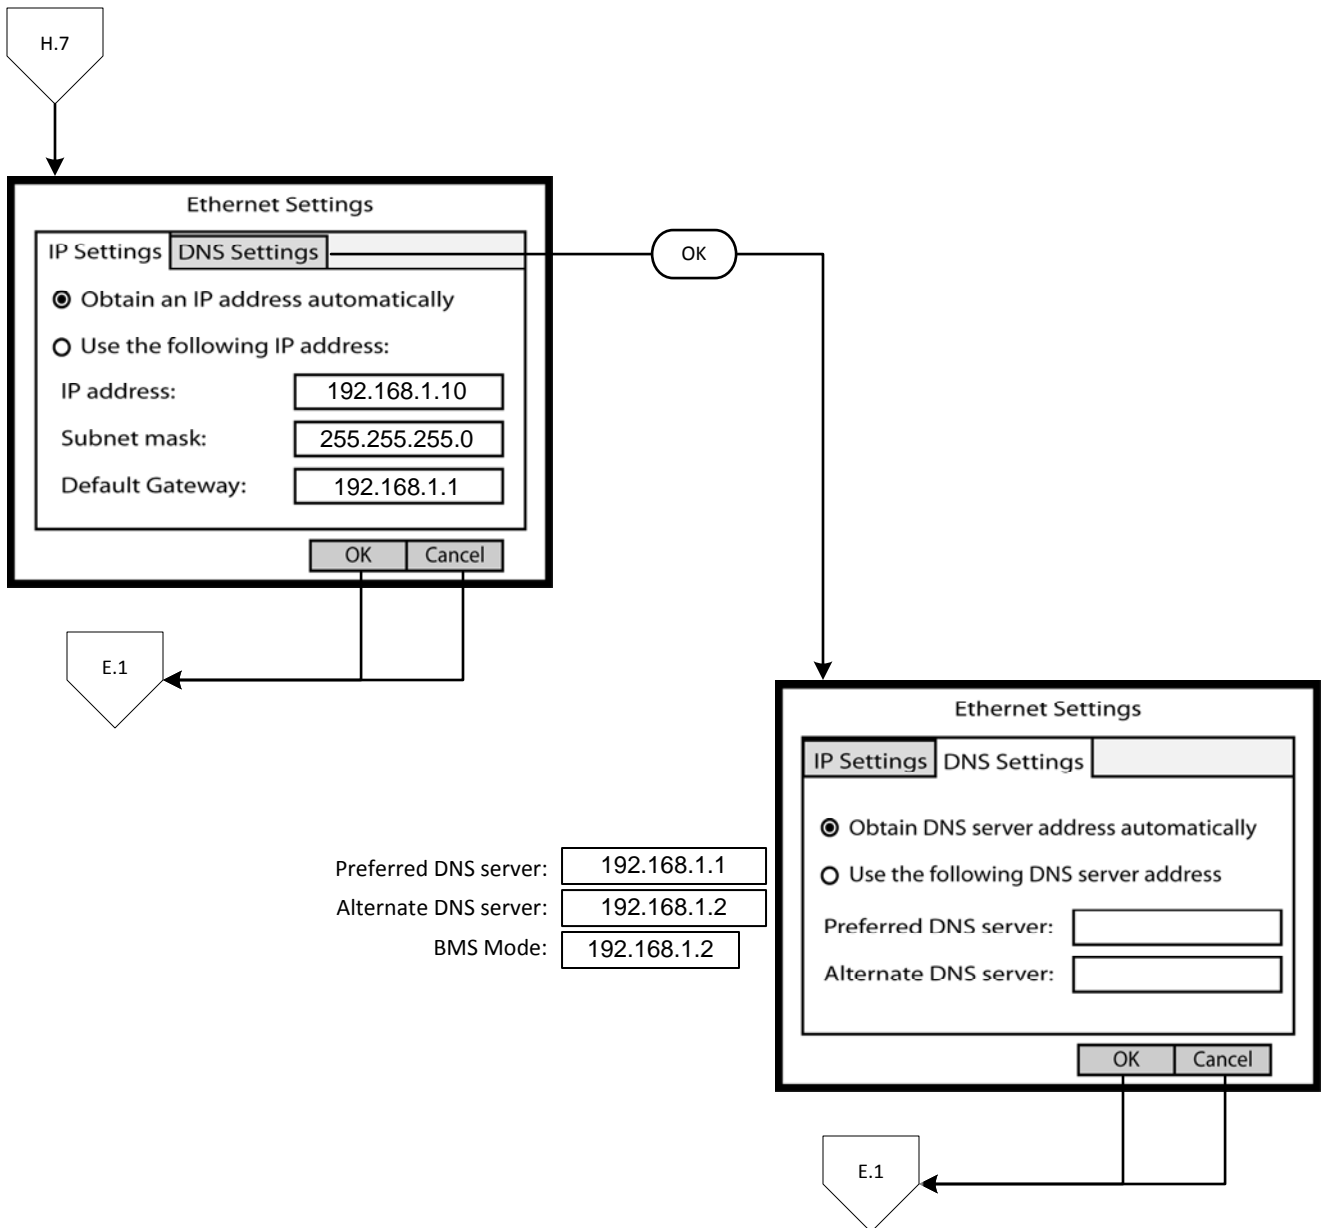 H.7
Ethernet Settings
IP Settings DNS Settings
OK
Obtain an IP address automatically
Use the following IP address:
IP address: 192.168.1.10
Subnet mask: 255.255.255.0
Default Gateway: 192.168.1.1
OK Cancel
E.1
Ethernet Settings
IP Settings DNS Settings
Obtain DNS server address automatically
Use the following DNS server address
Preferred DNS server:
Alternate DNS server:
OK Cancel
Preferred DNS server: 192.168.1.1
Alternate DNS server: 192.168.1.2
BMS Mode: 192.168.1.2
E.1